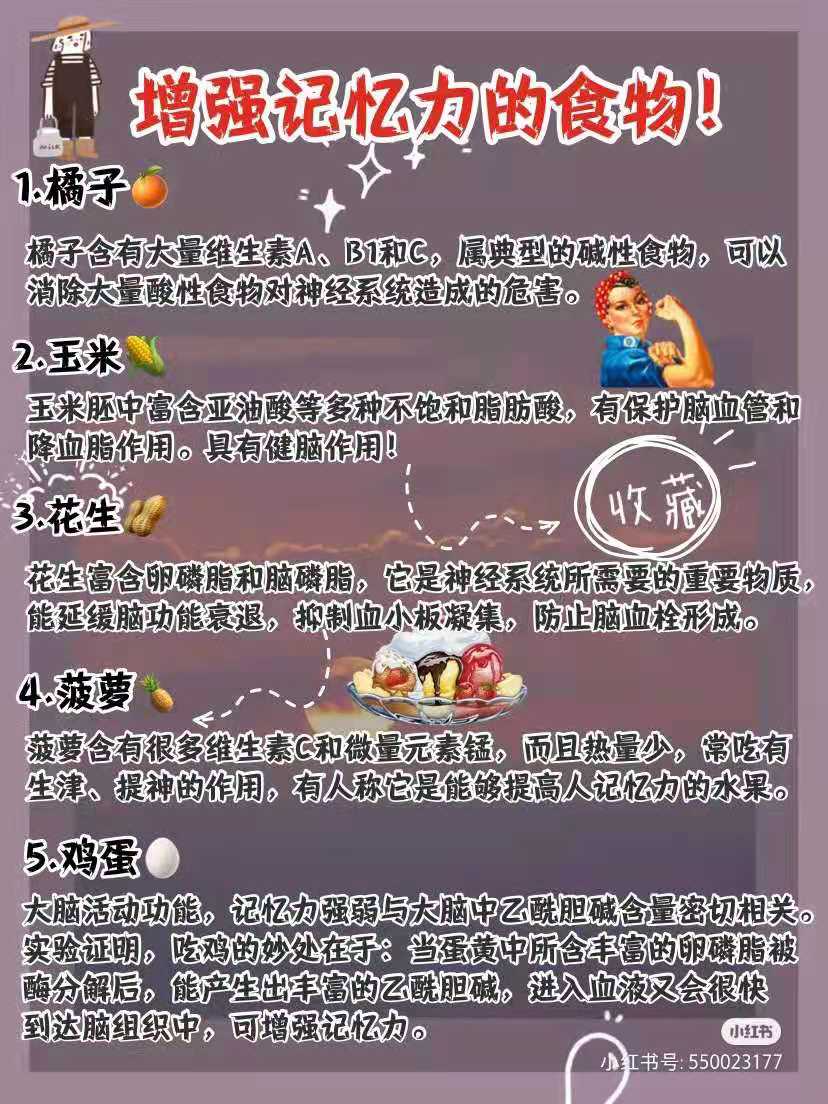 增强记忆力的食物!
MILK
1.橘子
橘子含有大量维生素A、B1和C，属典型的碱性食物，可以
消除大量酸性食物对神经系统造成的危害。
2.玉米
玉米胚中富含亚油酸等多种不饱和脂肪酸，有保护脑血管和
降血脂作用。具有健脑作用!
收藏
3.花生
花生富含卵磷脂和脑磷脂，它是神经系统所需要的重要物质，
能延缓脑功能衰退，抑制血小板凝集，防止脑血栓形成。
4.菠萝
菠萝含有很多维生素C和微量元素锰，而且热量少，常吃有
生津、提神的作用，有人称它是能够提高人记忆力的水果。
5.鸡蛋
大脑活动功能，记忆力强弱与大脑中乙酰胆碱含量密切相关。
实验证明，吃鸡的妙处在于：当蛋黄中所含丰富的卵磷脂被
酶分解后，能产生出丰富的乙酰胆碱，进入血液又会很快
到达脑组织中，可增强记忆力。
小红书
小红书号: 550023177